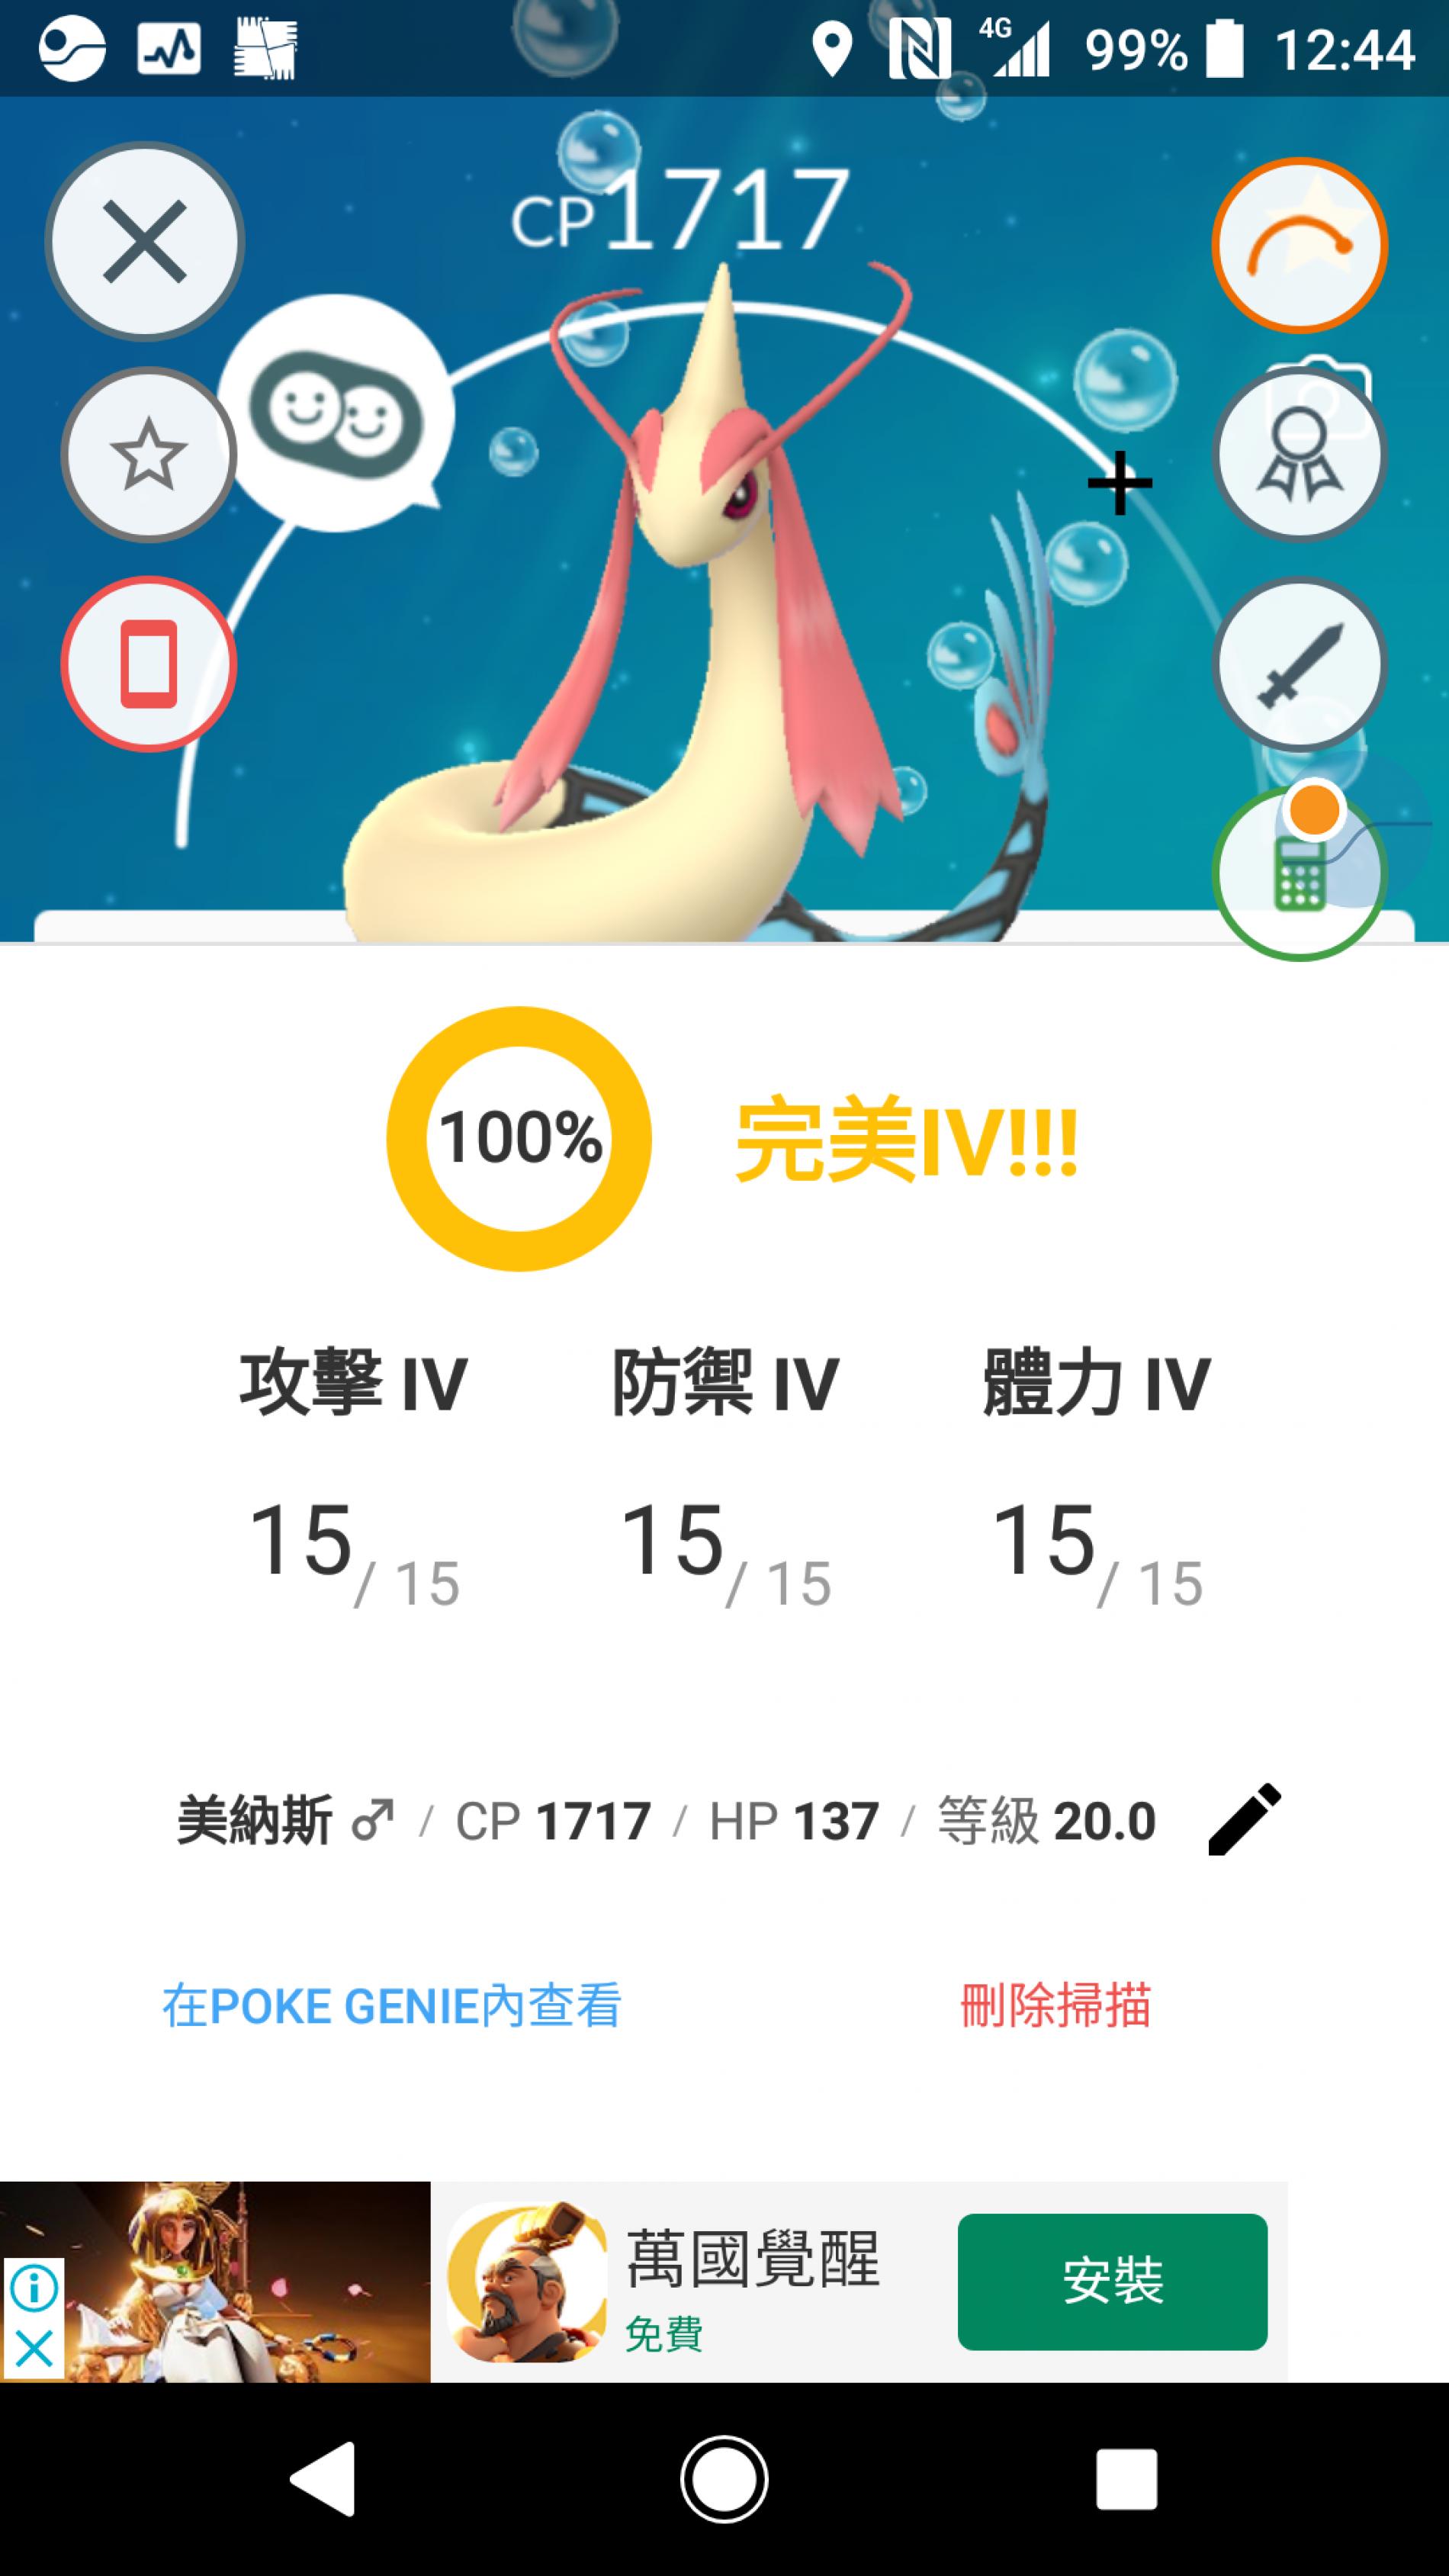 4G 99% 12:44
CP1717
100%
完美IV!!!
攻擊 IV 防禦 IV 體力 IV
15 / 15 15 / 15 15 / 15
美納斯 ♂ / CP 1717 / HP 137 / 等級 20.0
在POKE GENIE內查看 刪除掃描
萬國覺醒
免費
安裝